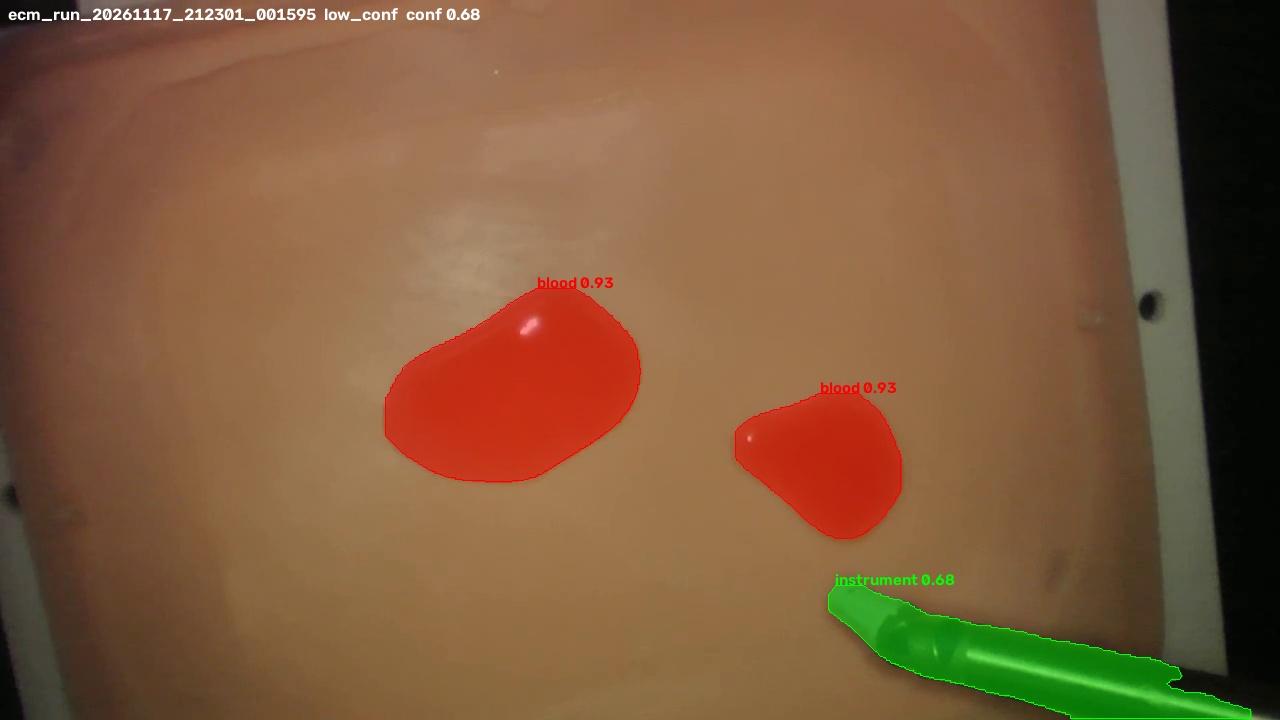 ecm_run_20261117_212301_001595 low_conf conf 0.68
blood 0.93
blood 0.93
instrument 0.68